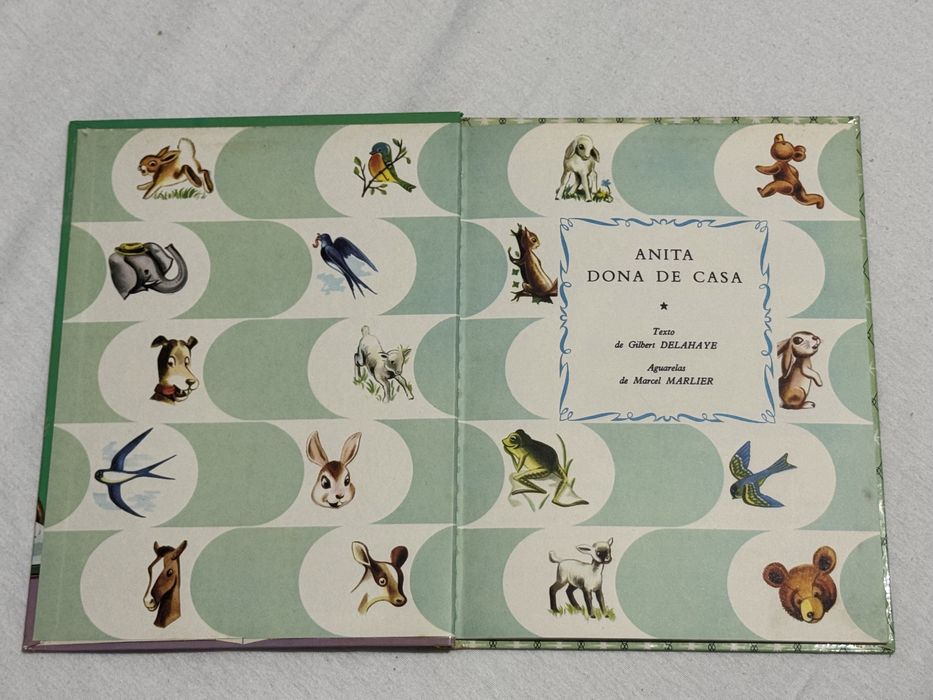 ANITA
DONA DE CASA
★
Texto
de Gilbert DELAHAYE
Aguarelas
de Marcel MARLIER